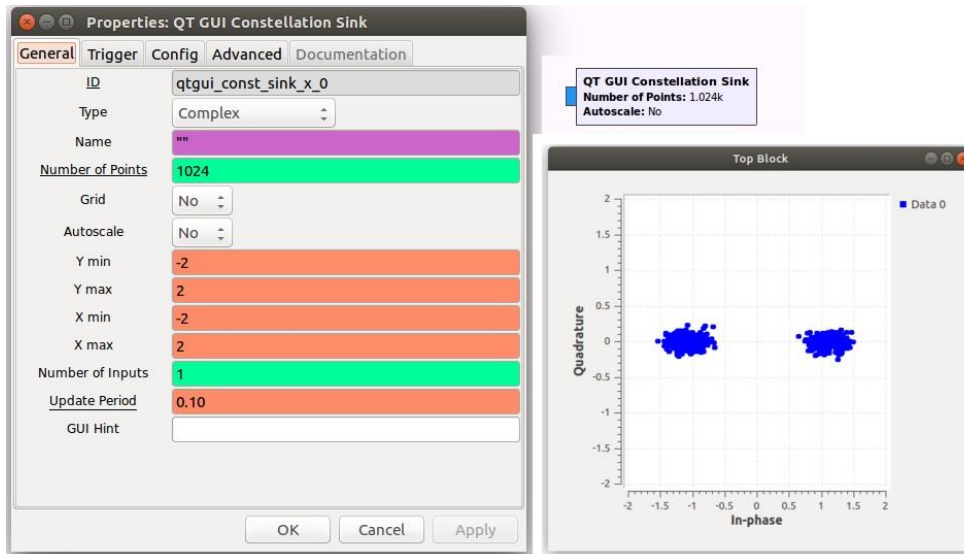 Properties: QT GUI Constellation Sink
General Trigger Config Advanced Documentation
ID qtgui_const_sink_x_0
Type Complex
Name ""
Number of Points 1024
Grid No
Autoscale No
Y min -2
Y max 2
X min -2
X max 2
Number of Inputs 1
Update Period 0.10
GUI Hint
OK Cancel Apply
QT GUI Constellation Sink
Number of Points: 1.024k
Autoscale: No
Top Block
Data 0
2
1.5
1
0.5
0
-0.5
-1
-1.5
-2
Quadrature
-2 -1.5 -1 -0.5 0 0.5 1 1.5 2
In-phase